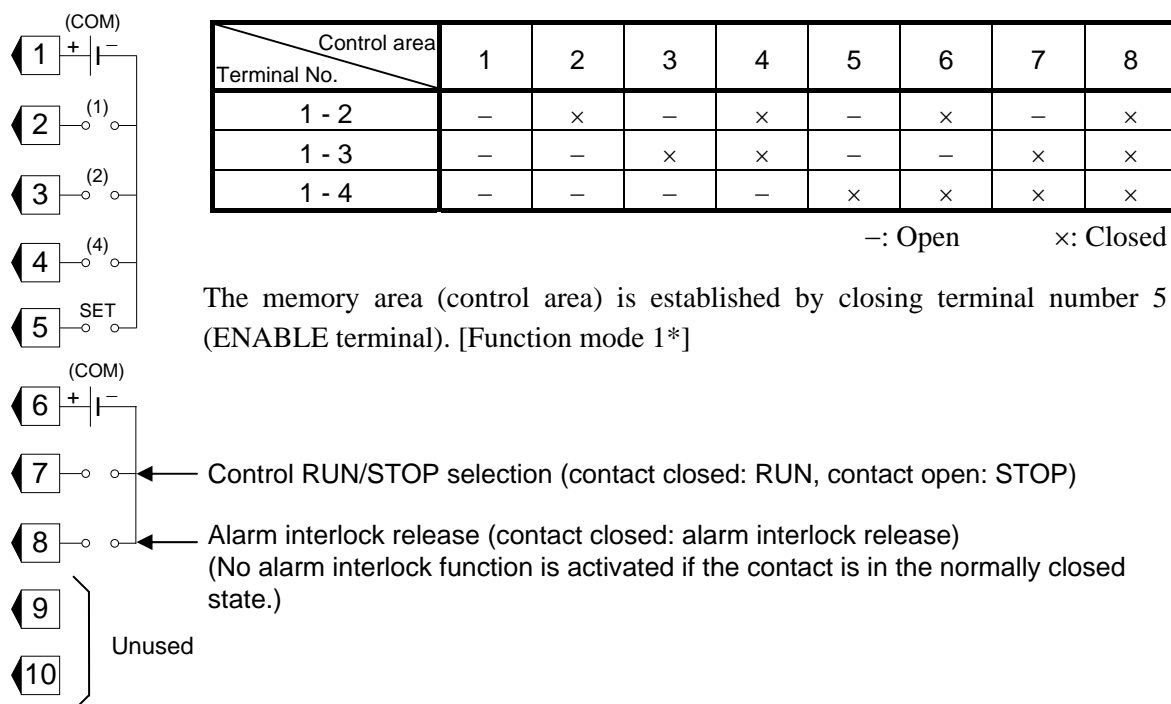 (COM)
1 + −
2 (1)
3 (2)
4 (4)
5 SET
Control area 1 2 3 4 5 6 7 8
Terminal No.
1 - 2 − × − × − × − ×
1 - 3 − − × × − − × ×
1 - 4 − − − − × × × ×
−: Open ×: Closed
The memory area (control area) is established by closing terminal number 5
(ENABLE terminal). [Function mode 1*]
(COM)
6 + −
7 Control RUN/STOP selection (contact closed: RUN, contact open: STOP)
8 Alarm interlock release (contact closed: alarm interlock release)
(No alarm interlock function is activated if the contact is in the normally closed
state.)
9
Unused
10